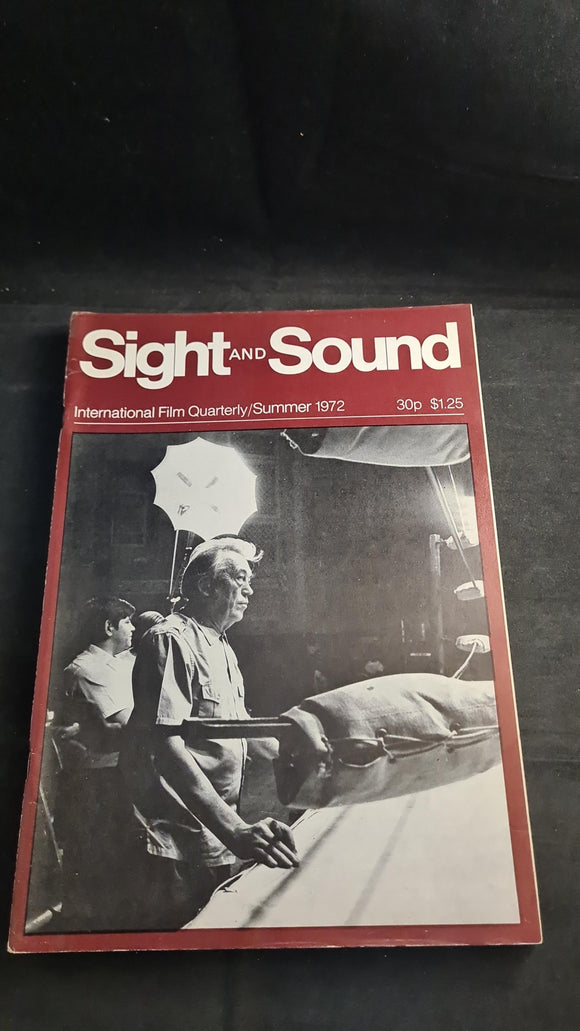 Sight AND Sound
International Film Quarterly/Summer 1972 30p $1.25